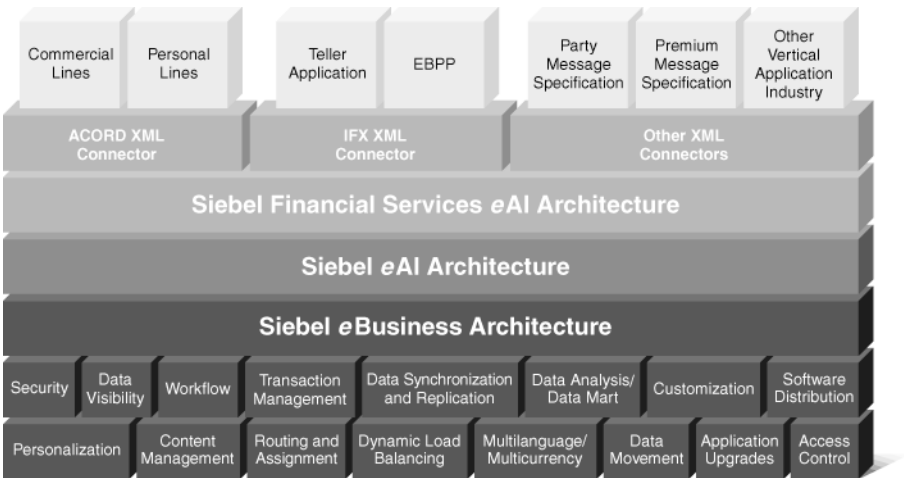 Commercial
Lines
Personal
Lines
Teller
Application
EBPP
Party
Message
Specification
Premium
Message
Specification
Other
Vertical
Application
Industry
ACORD XML
Connector
IFX XML
Connector
Other XML
Connectors
Siebel Financial Services eAI Architecture
Siebel eAI Architecture
Siebel eBusiness Architecture
Security
Data
Visibility
Workflow
Transaction
Management
Data Synchronization
and Replication
Data Analysis/
Data Mart
Customization
Software
Distribution
Personalization
Content
Management
Routing and
Assignment
Dynamic Load
Balancing
Multilanguage/
Multicurrency
Data
Movement
Application
Upgrades
Access
Control